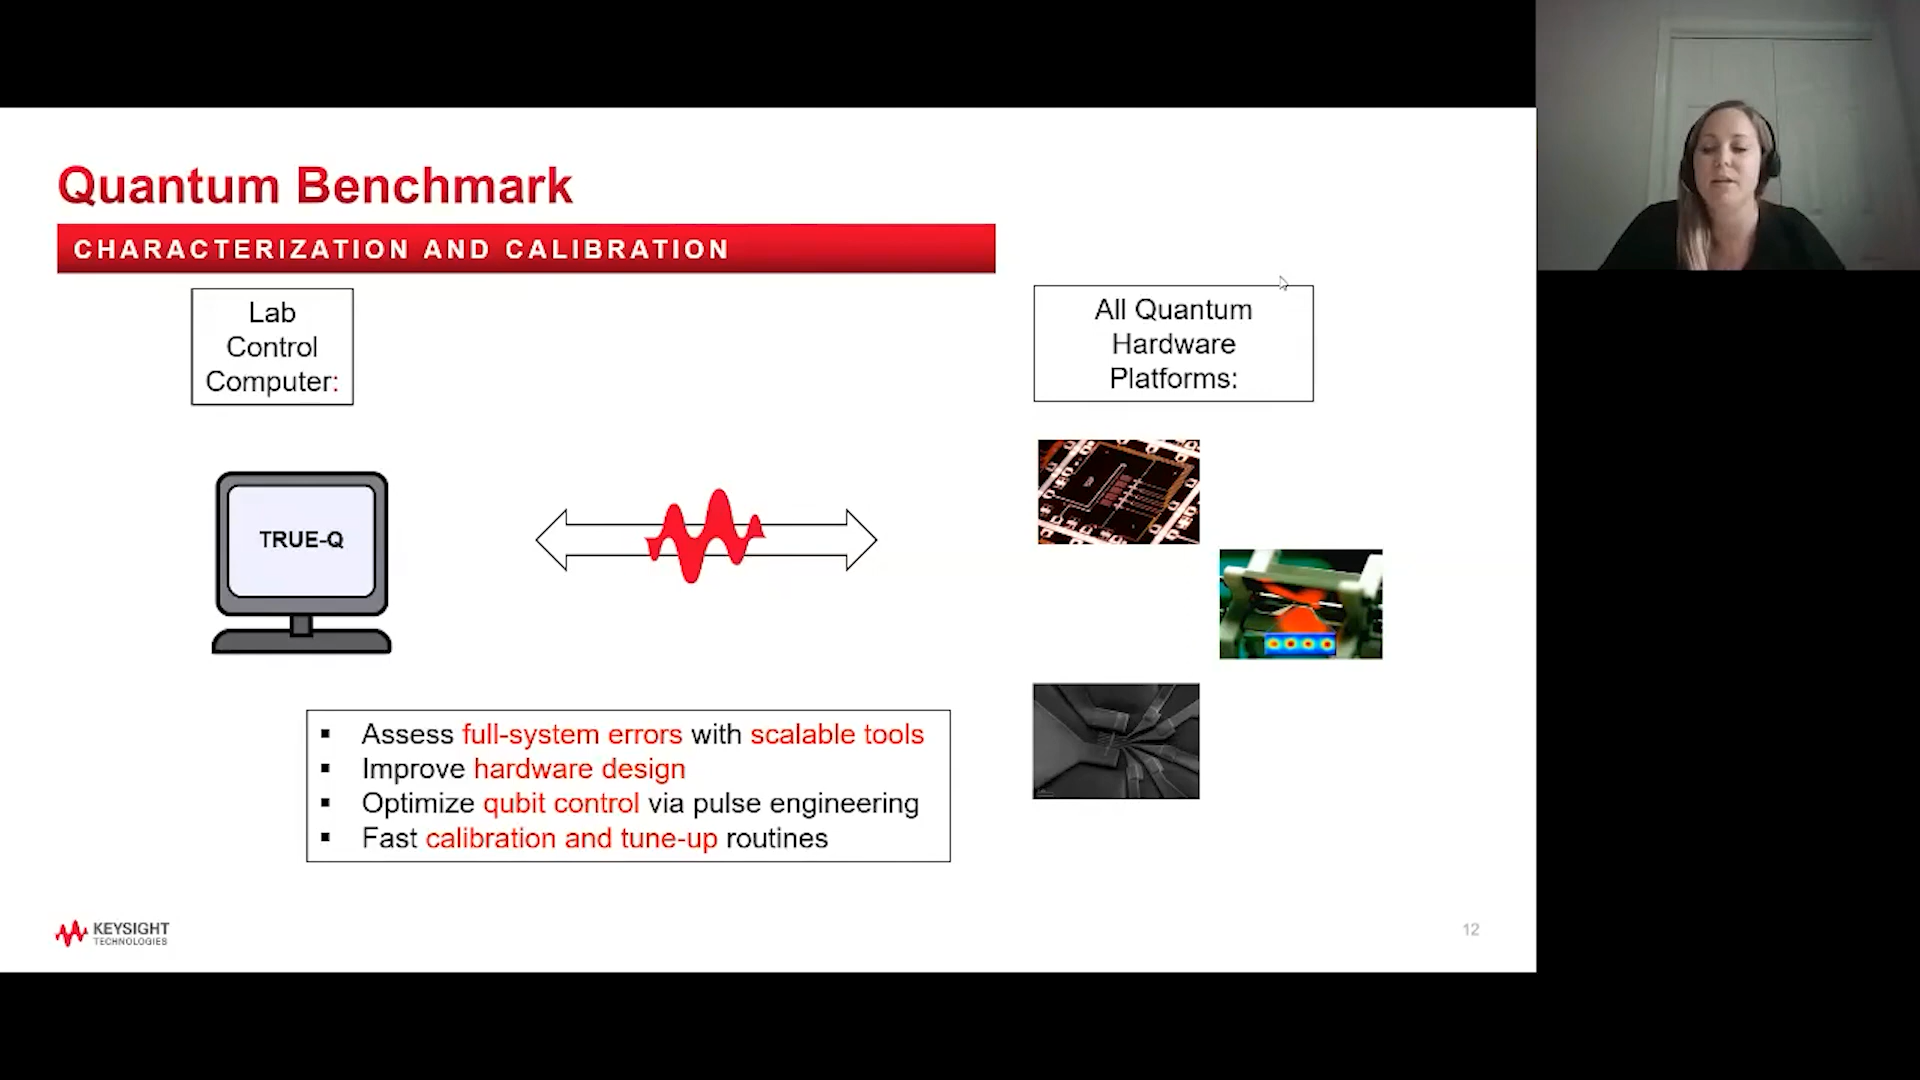 Quantum Benchmark
CHARACTERIZATION AND CALIBRATION
Lab
Control
Computer:
All Quantum
Hardware
Platforms:
TRUE-Q
▪ Assess full-system errors with scalable tools
▪ Improve hardware design
▪ Optimize qubit control via pulse engineering
▪ Fast calibration and tune-up routines
KEYSIGHT
TECHNOLOGIES
12